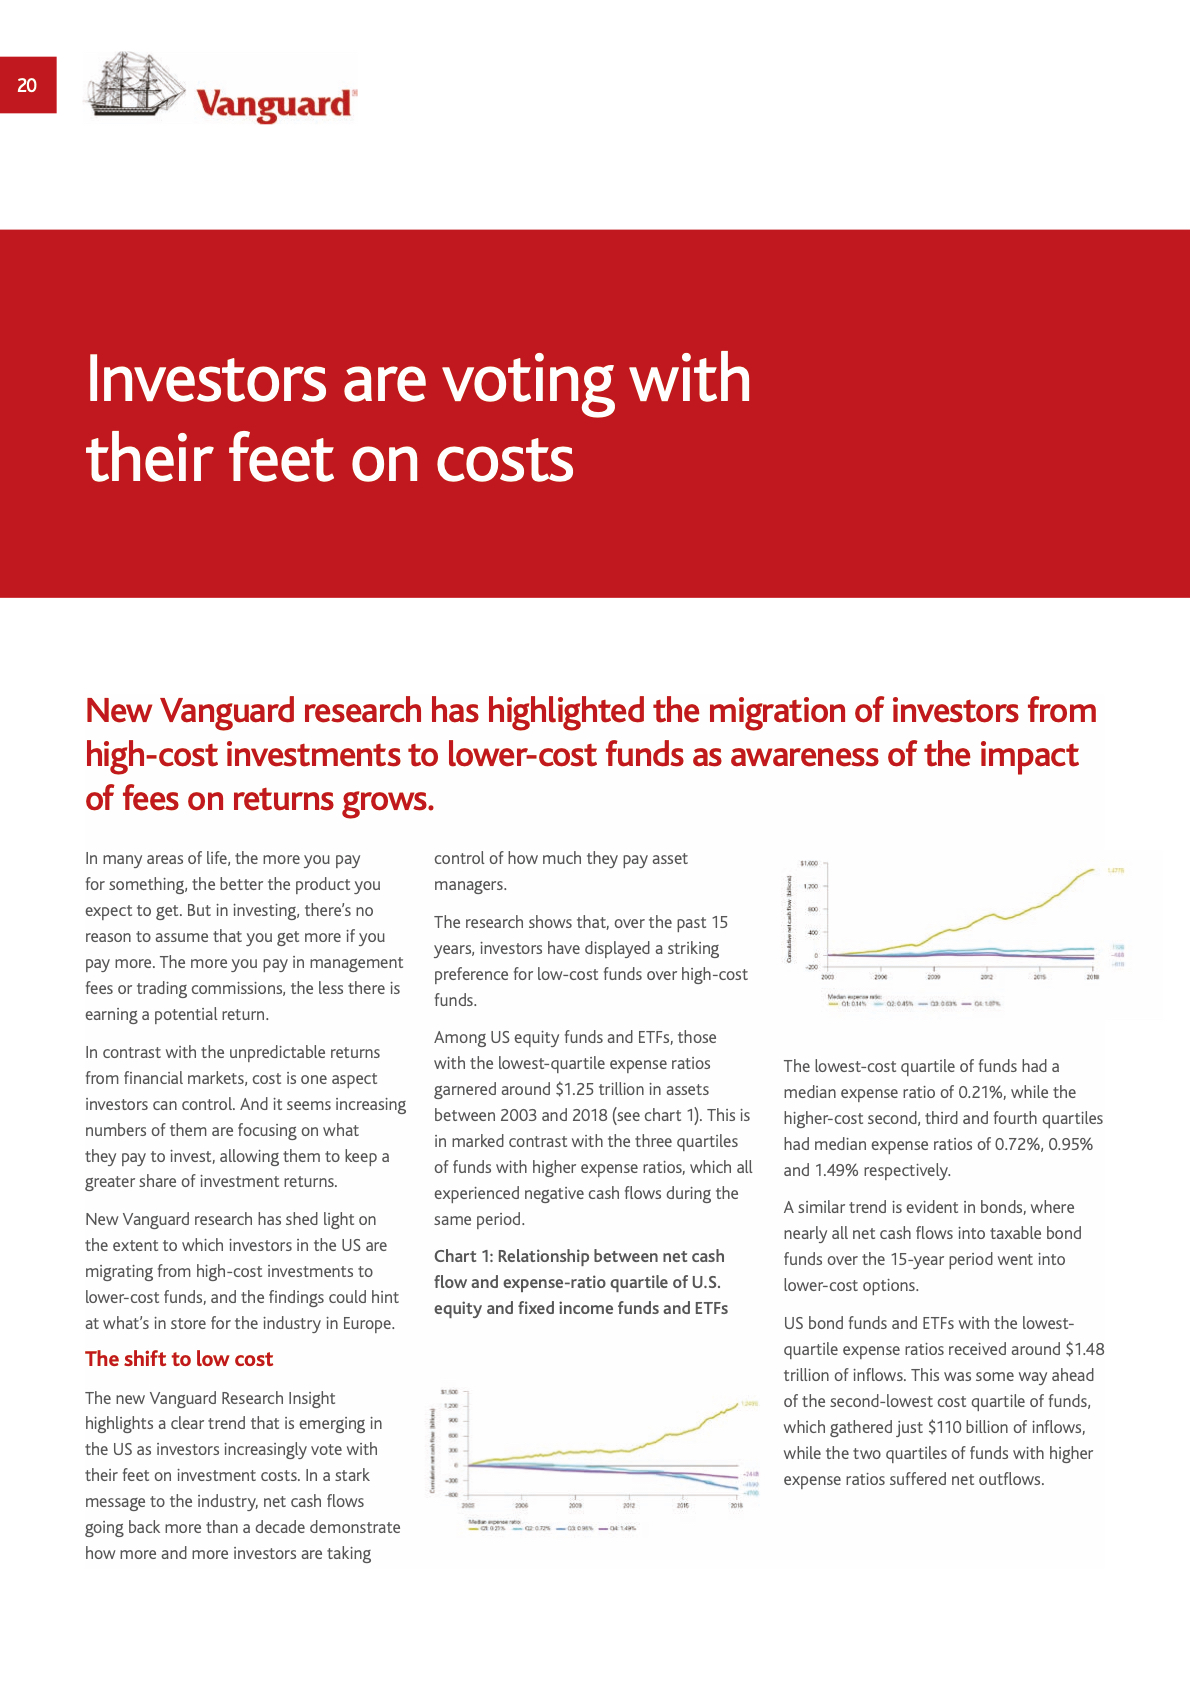 20
Vanguard
Investors are voting with
their feet on costs
New Vanguard research has highlighted the migration of investors from
high-cost investments to lower-cost funds as awareness of the impact
of fees on returns grows.
In many areas of life, the more you pay
for something, the better the product you
expect to get. But in investing, there’s no
reason to assume that you get more if you
pay more. The more you pay in management
fees or trading commissions, the less there is
earning a potential return.
In contrast with the unpredictable returns
from financial markets, cost is one aspect
investors can control. And it seems increasing
numbers of them are focusing on what
they pay to invest, allowing them to keep a
greater share of investment returns.
New Vanguard research has shed light on
the extent to which investors in the US are
migrating from high-cost investments to
lower-cost funds, and the findings could hint
at what’s in store for the industry in Europe.
The shift to low cost
The new Vanguard Research Insight
highlights a clear trend that is emerging in
the US as investors increasingly vote with
their feet on investment costs. In a stark
message to the industry, net cash flows
going back more than a decade demonstrate
how more and more investors are taking
control of how much they pay asset
managers.
The research shows that, over the past 15
years, investors have displayed a striking
preference for low-cost funds over high-cost
funds.
Among US equity funds and ETFs, those
with the lowest-quartile expense ratios
garnered around $1.25 trillion in assets
between 2003 and 2018 (see chart 1). This is
in marked contrast with the three quartiles
of funds with higher expense ratios, which all
experienced negative cash flows during the
same period.
Chart 1: Relationship between net cash
flow and expense-ratio quartile of U.S.
equity and fixed income funds and ETFs
Cumulative net cash flow (billions)
$1,500
1,200
900
600
300
0
−300
−600
2003 2006 2009 2012 2015 2018
Median expense ratio:
Q1: 0.21% Q2: 0.72% Q3: 0.95% Q4: 1.49%
Cumulative net cash flow (billions)
$1,600
1,200
800
400
0
−200
2003 2006 2009 2012 2015 2018
Median expense ratio:
Q1: 0.14% Q2: 0.45% Q3: 0.63% Q4: 1.07%
The lowest-cost quartile of funds had a
median expense ratio of 0.21%, while the
higher-cost second, third and fourth quartiles
had median expense ratios of 0.72%, 0.95%
and 1.49% respectively.
A similar trend is evident in bonds, where
nearly all net cash flows into taxable bond
funds over the 15-year period went into
lower-cost options.
US bond funds and ETFs with the lowest-
quartile expense ratios received around $1.48
trillion of inflows. This was some way ahead
of the second-lowest cost quartile of funds,
which gathered just $110 billion of inflows,
while the two quartiles of funds with higher
expense ratios suffered net outflows.